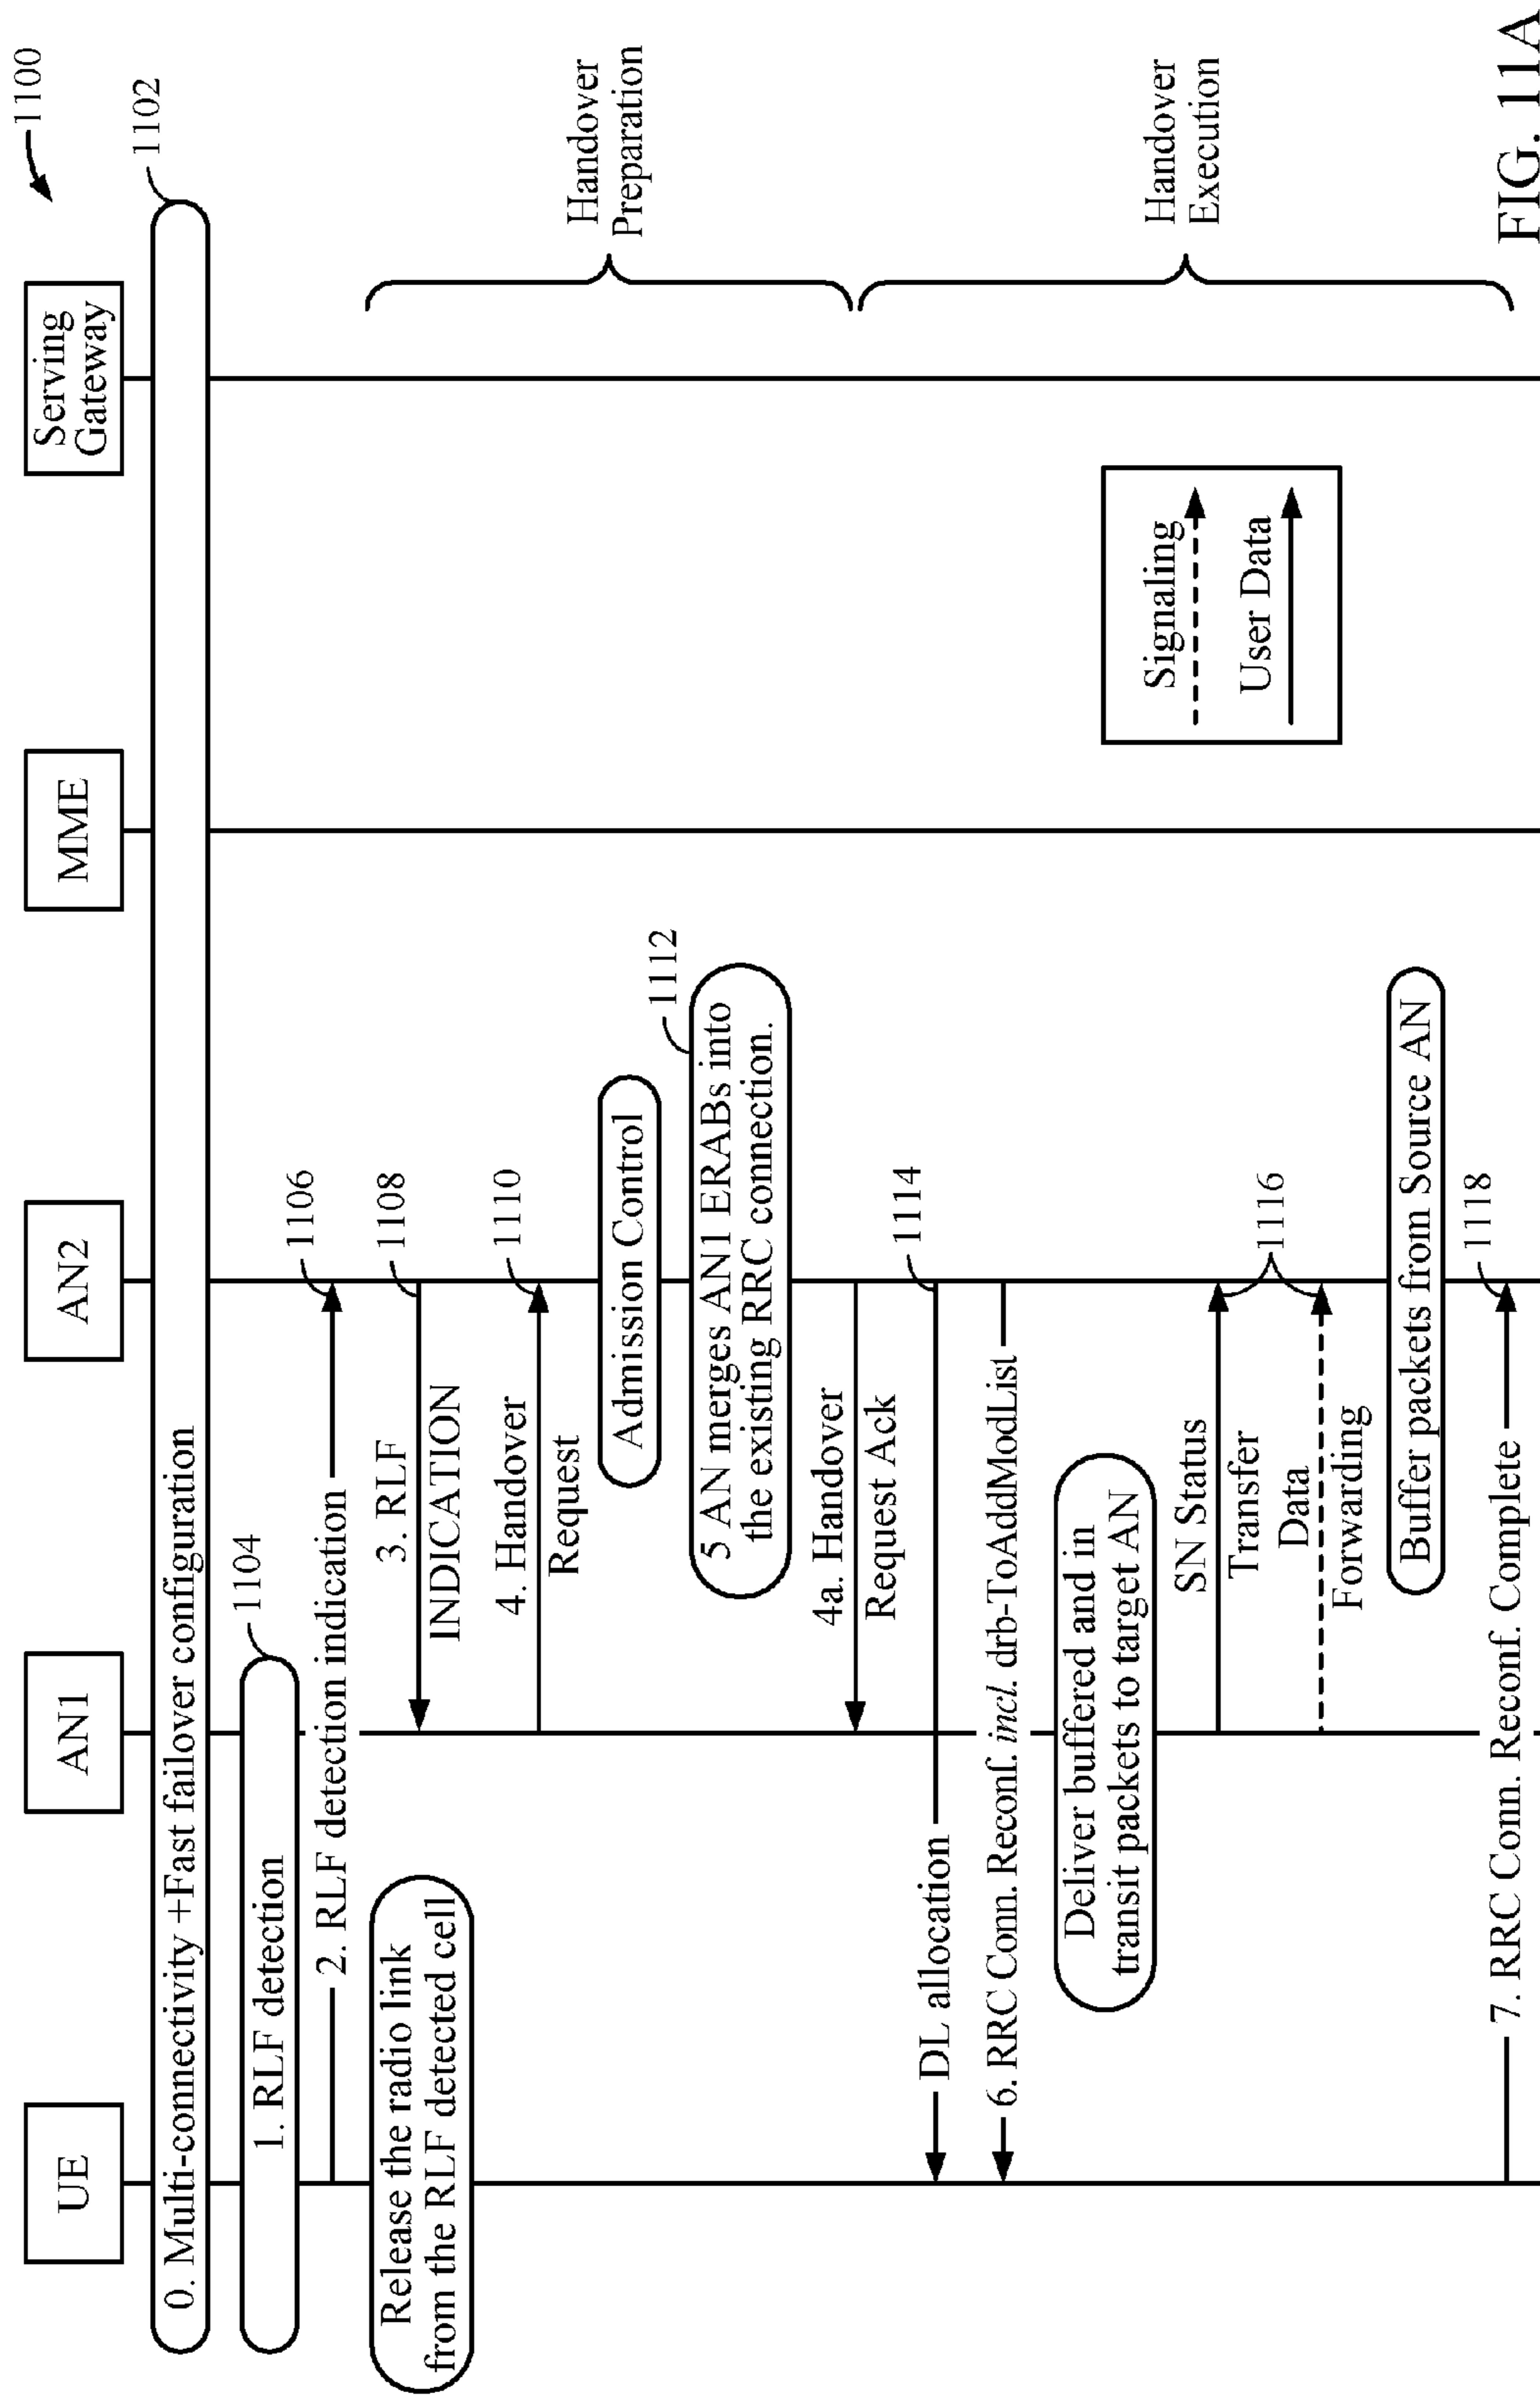 1100
UE
AN1
AN2
MME
Serving
Gateway
1102
0. Multi-connectivity +Fast failover configuration
1104
1. RLF detection
2. RLF detection indication
1106
Release the radio link
from the RLF detected cell
3. RLF
INDICATION
1108
4. Handover
Request
1110
Admission Control
Handover
Preparation
1112
5 AN merges AN1 ERABs into
the existing RRC connection.
4a. Handover
Request Ack
DL allocation
1114
6. RRC Conn. Reconf. incl. drb-ToAddModList
Deliver buffered and in
transit packets to target AN
Signaling
User Data
Handover
Execution
SN Status
Transfer
1116
Data
Forwarding
Buffer packets from Source AN
7. RRC Conn. Reconf. Complete
1118
FIG. 11A